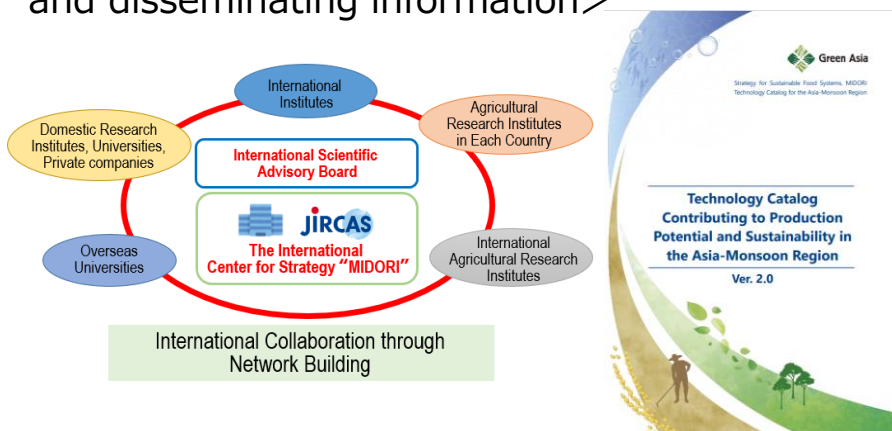 and disseminating information>
International
Institutes
Agricultural
Research Institutes
in Each Country
Domestic Research
Institutes, Universities,
Private companies
International Scientific
Advisory Board
JIRCAS
The International
Center for Strategy “MIDORI”
Overseas
Universities
International
Agricultural Research
Institutes
International Collaboration through
Network Building
Green Asia
Strategy for Sustainable Food Systems, MIDORI
Technology Catalog for the Asia-Monsoon Region
Technology Catalog
Contributing to Production
Potential and Sustainability in
the Asia-Monsoon Region
Ver. 2.0